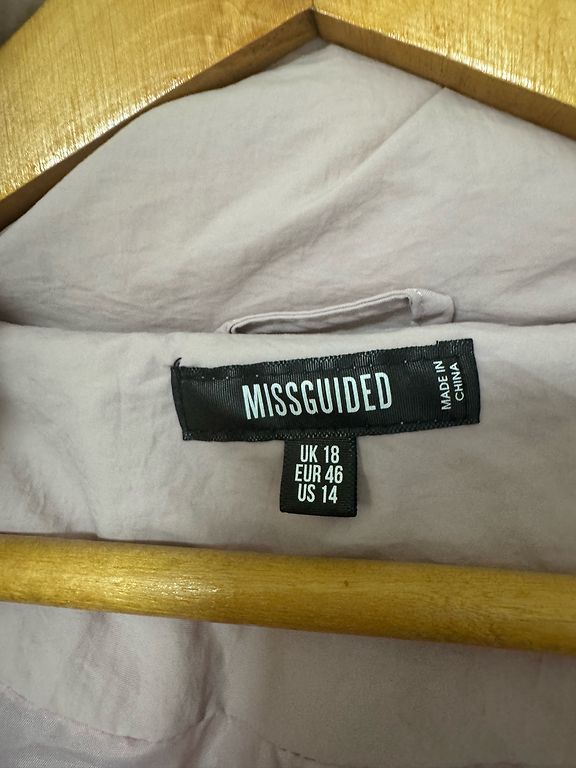 MISSGUIDED
MADE IN
CHINA
UK 18
EUR 46
US 14